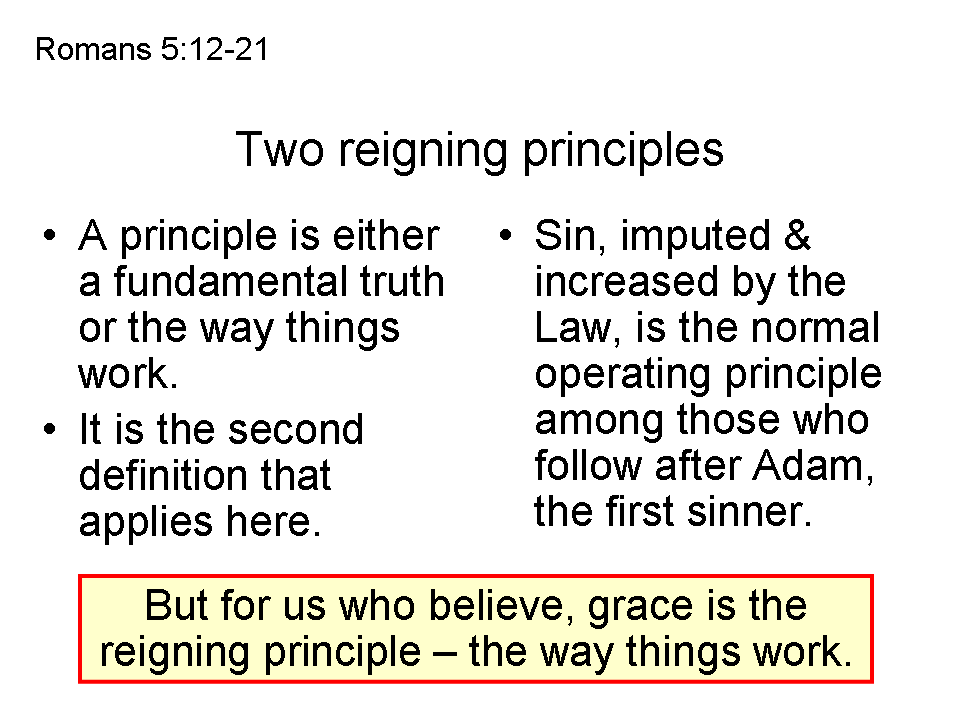 Romans 5:12-21
Two reigning principles
• A principle is either
a fundamental truth
or the way things
work.
• It is the second
definition that
applies here.
• Sin, imputed &
increased by the
Law, is the normal
operating principle
among those who
follow after Adam,
the first sinner.
But for us who believe, grace is the
reigning principle – the way things work.